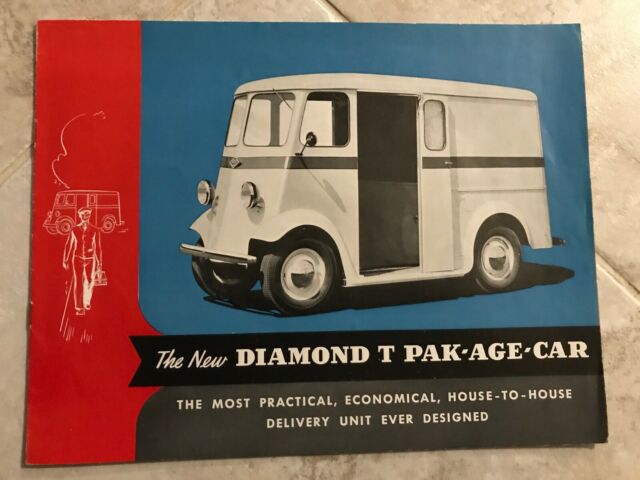 The New DIAMOND T PAK-AGE-CAR
THE MOST PRACTICAL, ECONOMICAL, HOUSE-TO-HOUSE
DELIVERY UNIT EVER DESIGNED